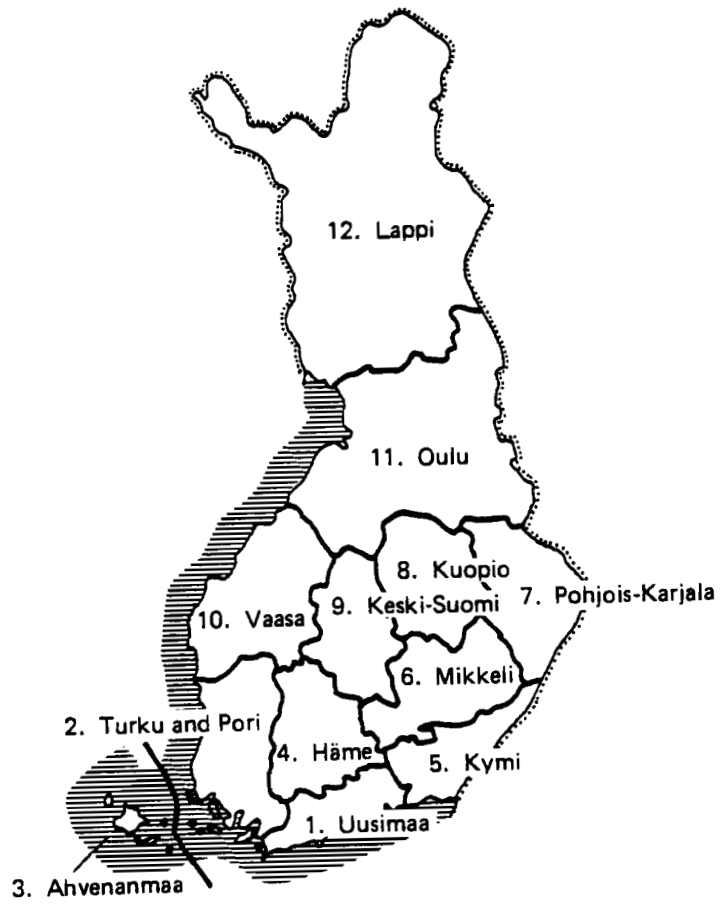 12. Lappi
11. Oulu
8. Kuopio
7. Pohjois-Karjala
9. Keski-Suomi
10. Vaasa
6. Mikkeli
2. Turku and Pori
4. Häme
5. Kymi
1. Uusimaa
3. Ahvenanmaa